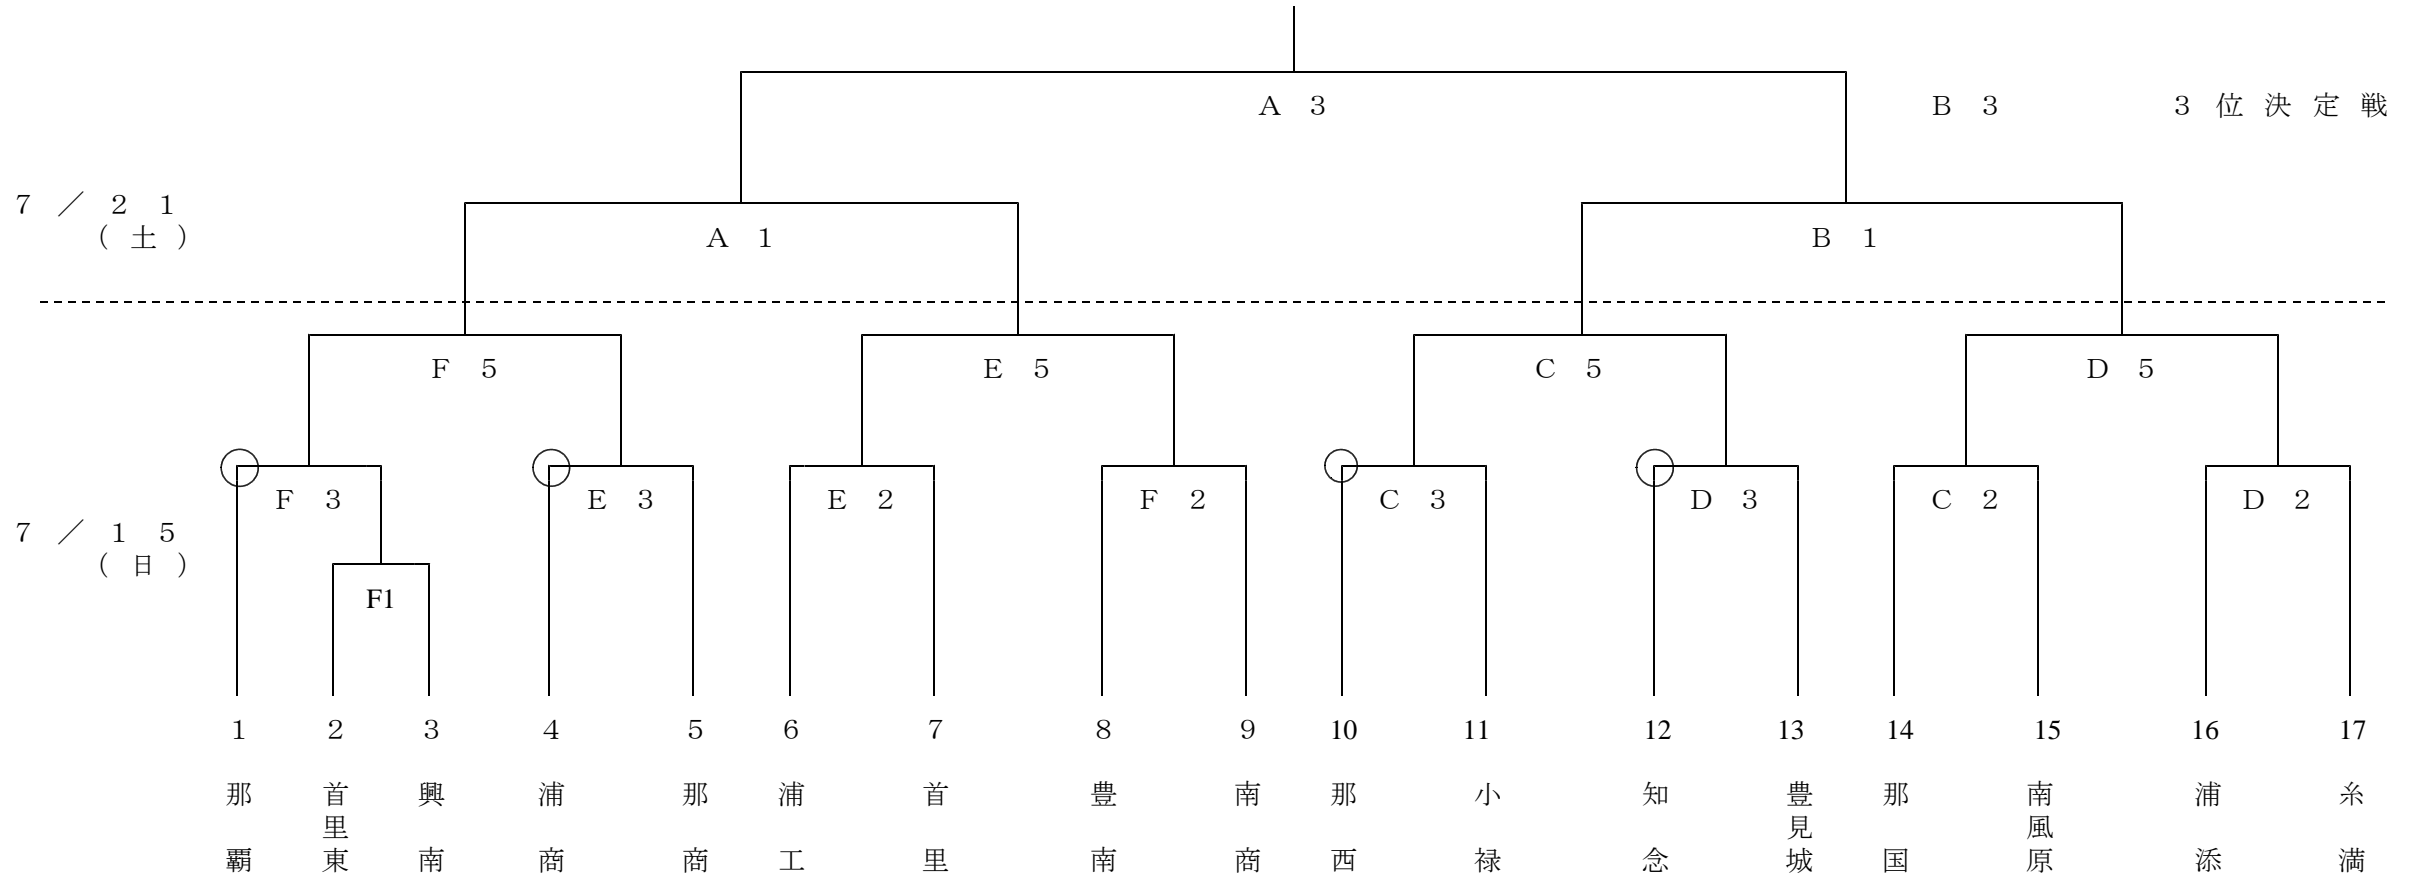 A 3 B 3 3位決定戦
7／21
(土)
A 1 B 1
F 5 E 5 C 5 D 5
F 3 E 3 E 2 F 2 C 3 D 3 C 2 D 2
7／15
(日)
F1
1 2 3 4 5 6 7 8 9 10 11 12 13 14 15 16 17
那覇
首里東
興南
浦商
那商
浦工
首里
豊南
南商
那西
小禄
知念
豊見城
那国
南風原
浦添
糸満